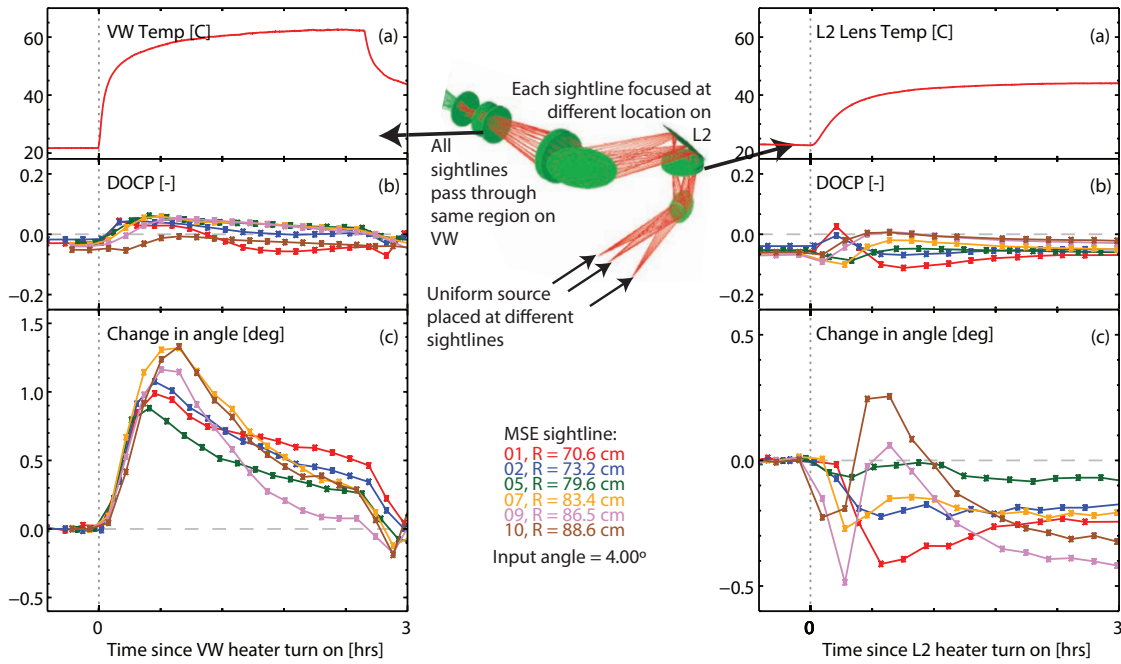 VW Temp [C]
(a)
60
40
20
DOCP [-]
(b)
0.2
0.0
−0.2
Change in angle [deg]
(c)
1.5
1.0
0.5
0.0
−0.5
0
3
Time since VW heater turn on [hrs]
Each sightline focused at
different location on
L2
All
sightlines
pass through
same region on
VW
Uniform source
placed at different
sightlines
MSE sightline:
01, R = 70.6 cm
02, R = 73.2 cm
05, R = 79.6 cm
07, R = 83.4 cm
09, R = 86.5 cm
10, R = 88.6 cm
Input angle = 4.00º
L2 Lens Temp [C]
(a)
60
40
20
DOCP [-]
(b)
0.2
0.0
−0.2
Change in angle [deg]
(c)
0.5
0.0
−0.5
0
3
Time since L2 heater turn on [hrs]